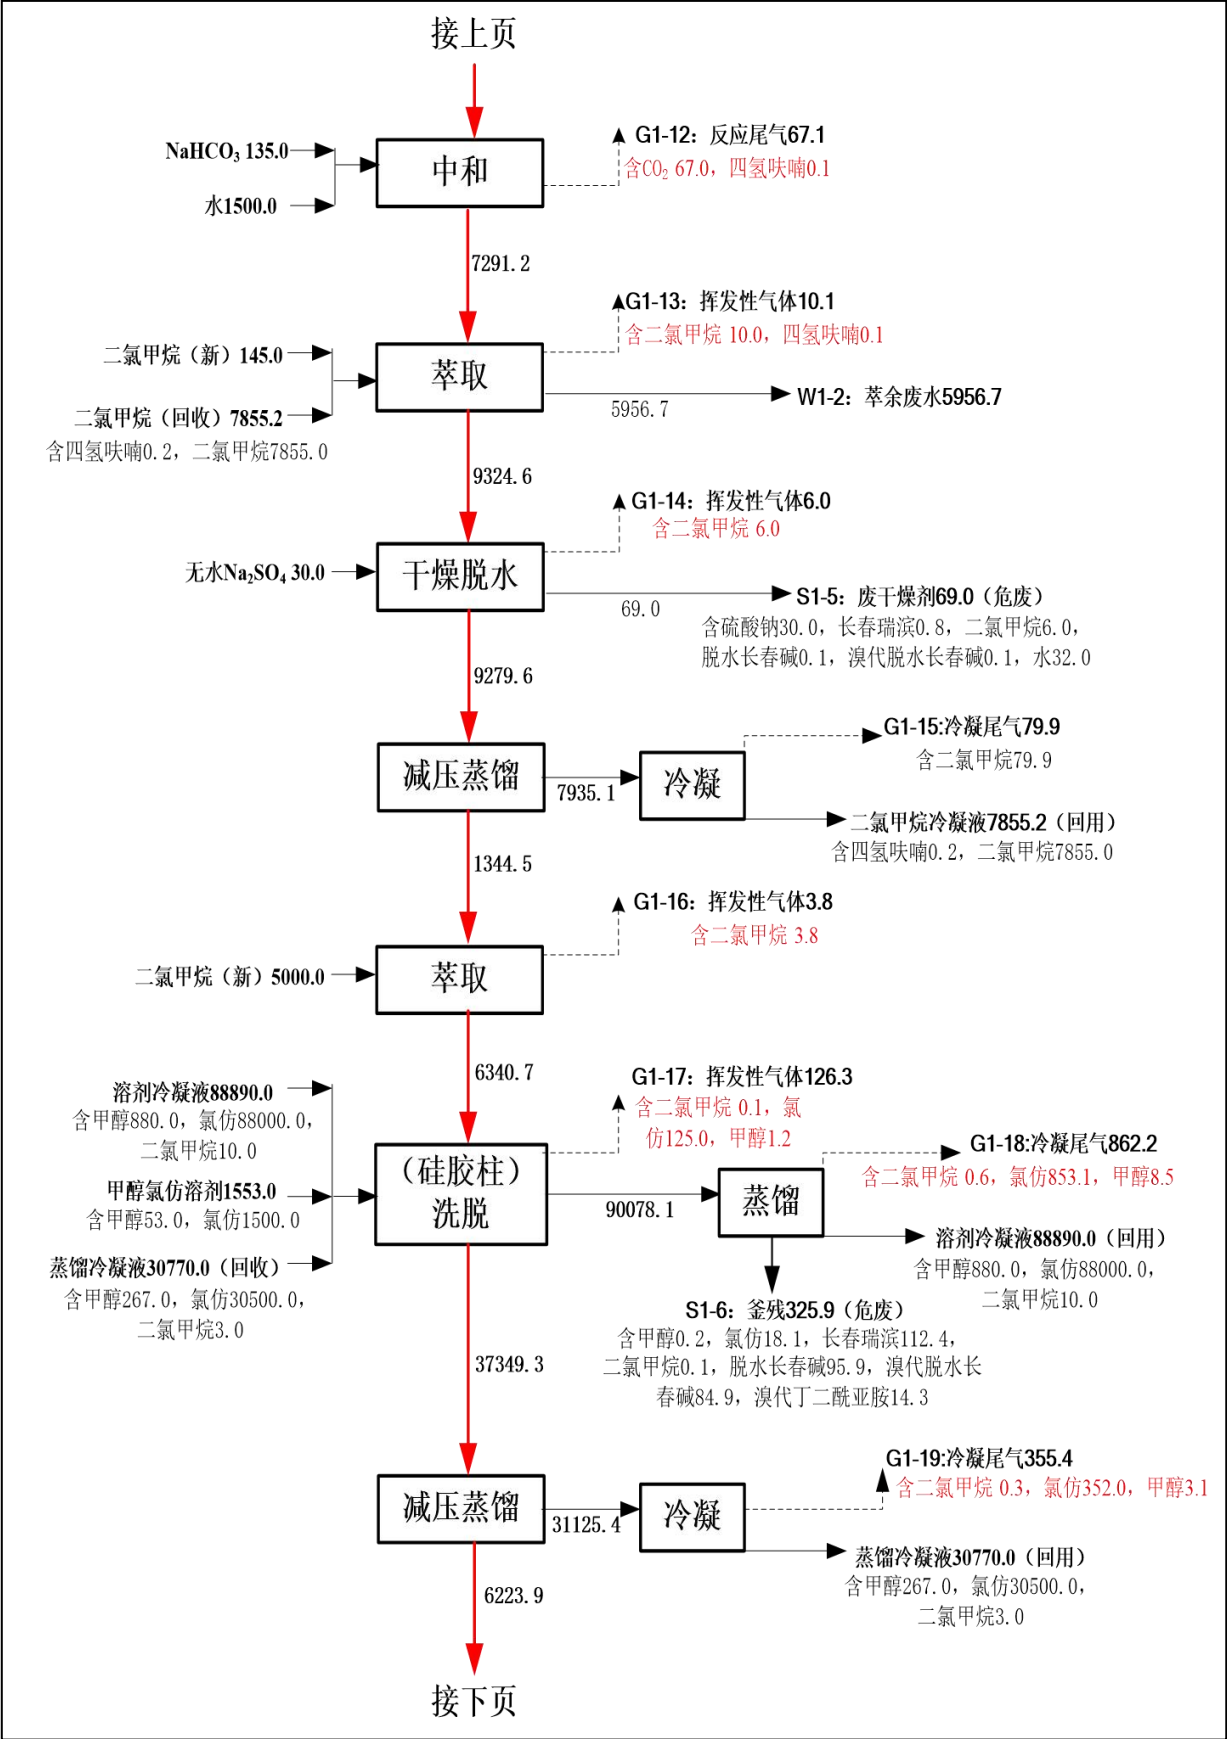 接上页
G1-12：反应尾气67.1
含CO₂ 67.0，四氢呋喃0.1
NaHCO₃ 135.0
中和
水1500.0
7291.2
G1-13：挥发性气体10.1
含二氯甲烷 10.0，四氢呋喃0.1
二氯甲烷（新）145.0
萃取
W1-2：萃余废水5956.7
5956.7
二氯甲烷（回收）7855.2
含四氢呋喃0.2，二氯甲烷7855.0
9324.6
G1-14：挥发性气体6.0
含二氯甲烷 6.0
无水Na₂SO₄ 30.0
干燥脱水
S1-5：废干燥剂69.0（危废）
69.0
含硫酸钠30.0，长春瑞滨0.8，二氯甲烷6.0，
脱水长春碱0.1，溴代脱水长春碱0.1，水32.0
9279.6
G1-15:冷凝尾气79.9
含二氯甲烷79.9
减压蒸馏
7935.1
冷凝
二氯甲烷冷凝液7855.2（回用）
含四氢呋喃0.2，二氯甲烷7855.0
1344.5
G1-16：挥发性气体3.8
含二氯甲烷 3.8
二氯甲烷（新）5000.0
萃取
6340.7
G1-17：挥发性气体126.3
含二氯甲烷 0.1，氯
仿125.0，甲醇1.2
溶剂冷凝液88890.0
含甲醇880.0，氯仿88000.0，
二氯甲烷10.0
甲醇氯仿溶剂1553.0
含甲醇53.0，氯仿1500.0
蒸馏冷凝液30770.0（回收）
含甲醇267.0，氯仿30500.0，
二氯甲烷3.0
（硅胶柱）
洗脱
90078.1
蒸馏
G1-18:冷凝尾气862.2
含二氯甲烷 0.6，氯仿853.1，甲醇8.5
溶剂冷凝液88890.0（回用）
含甲醇880.0，氯仿88000.0，
二氯甲烷10.0
S1-6：釜残325.9（危废）
含甲醇0.2，氯仿18.1，长春瑞滨112.4，
二氯甲烷0.1，脱水长春碱95.9，溴代脱水长
春碱84.9，溴代丁二酰亚胺14.3
37349.3
G1-19:冷凝尾气355.4
含二氯甲烷 0.3，氯仿352.0，甲醇3.1
减压蒸馏
31125.4
冷凝
蒸馏冷凝液30770.0（回用）
含甲醇267.0，氯仿30500.0，
二氯甲烷3.0
6223.9
接下页